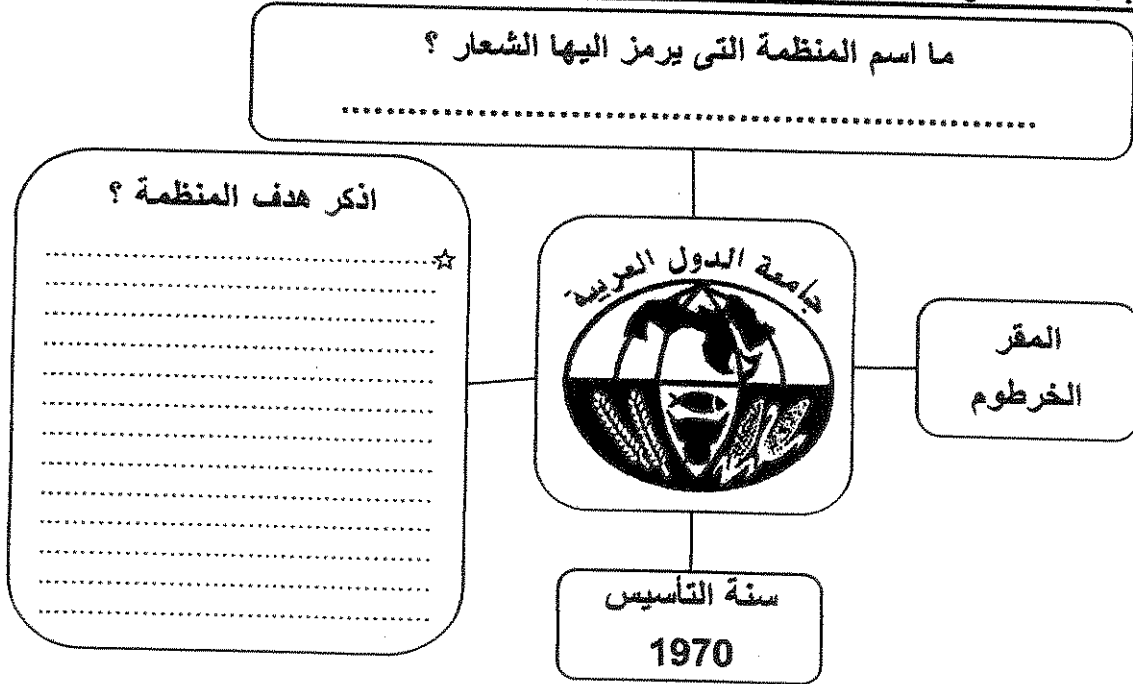 ما اسم المنظمة التى يرمز اليها الشعار ؟
................................................................
اذكر هدف المنظمة ؟
جامعة الدول العربية
المقر
الخرطوم
سنة التأسيس
1970